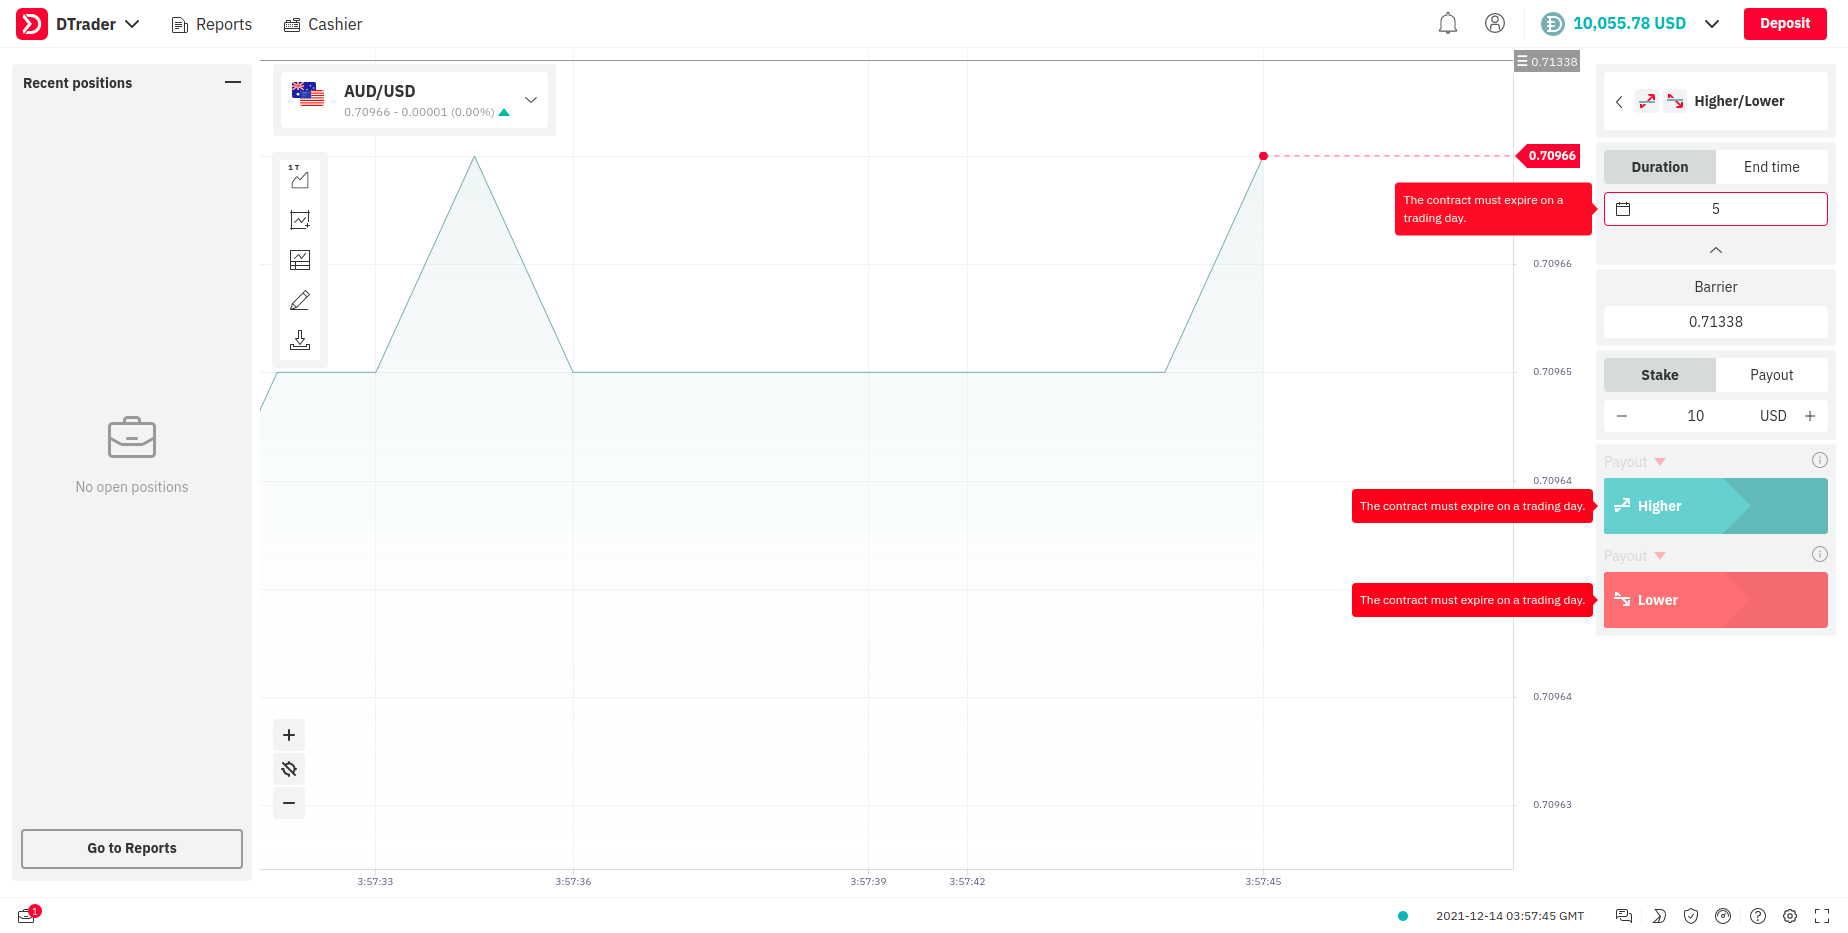 DTrader
Reports
Cashier
10,055.78 USD
Deposit
Recent positions
No open positions
Go to Reports
AUD/USD
0.70966 - 0.00001 (0.00%)
1T
0.71338
0.70966
0.70966
0.70965
0.70964
0.70964
0.70963
3:57:33
3:57:36
3:57:39
3:57:42
3:57:45
Higher/Lower
Duration
End time
The contract must expire on a
trading day.
5
Barrier
0.71338
Stake
Payout
10
USD
Payout
The contract must expire on a trading day.
Higher
Payout
The contract must expire on a trading day.
Lower
1
2021-12-14 03:57:45 GMT